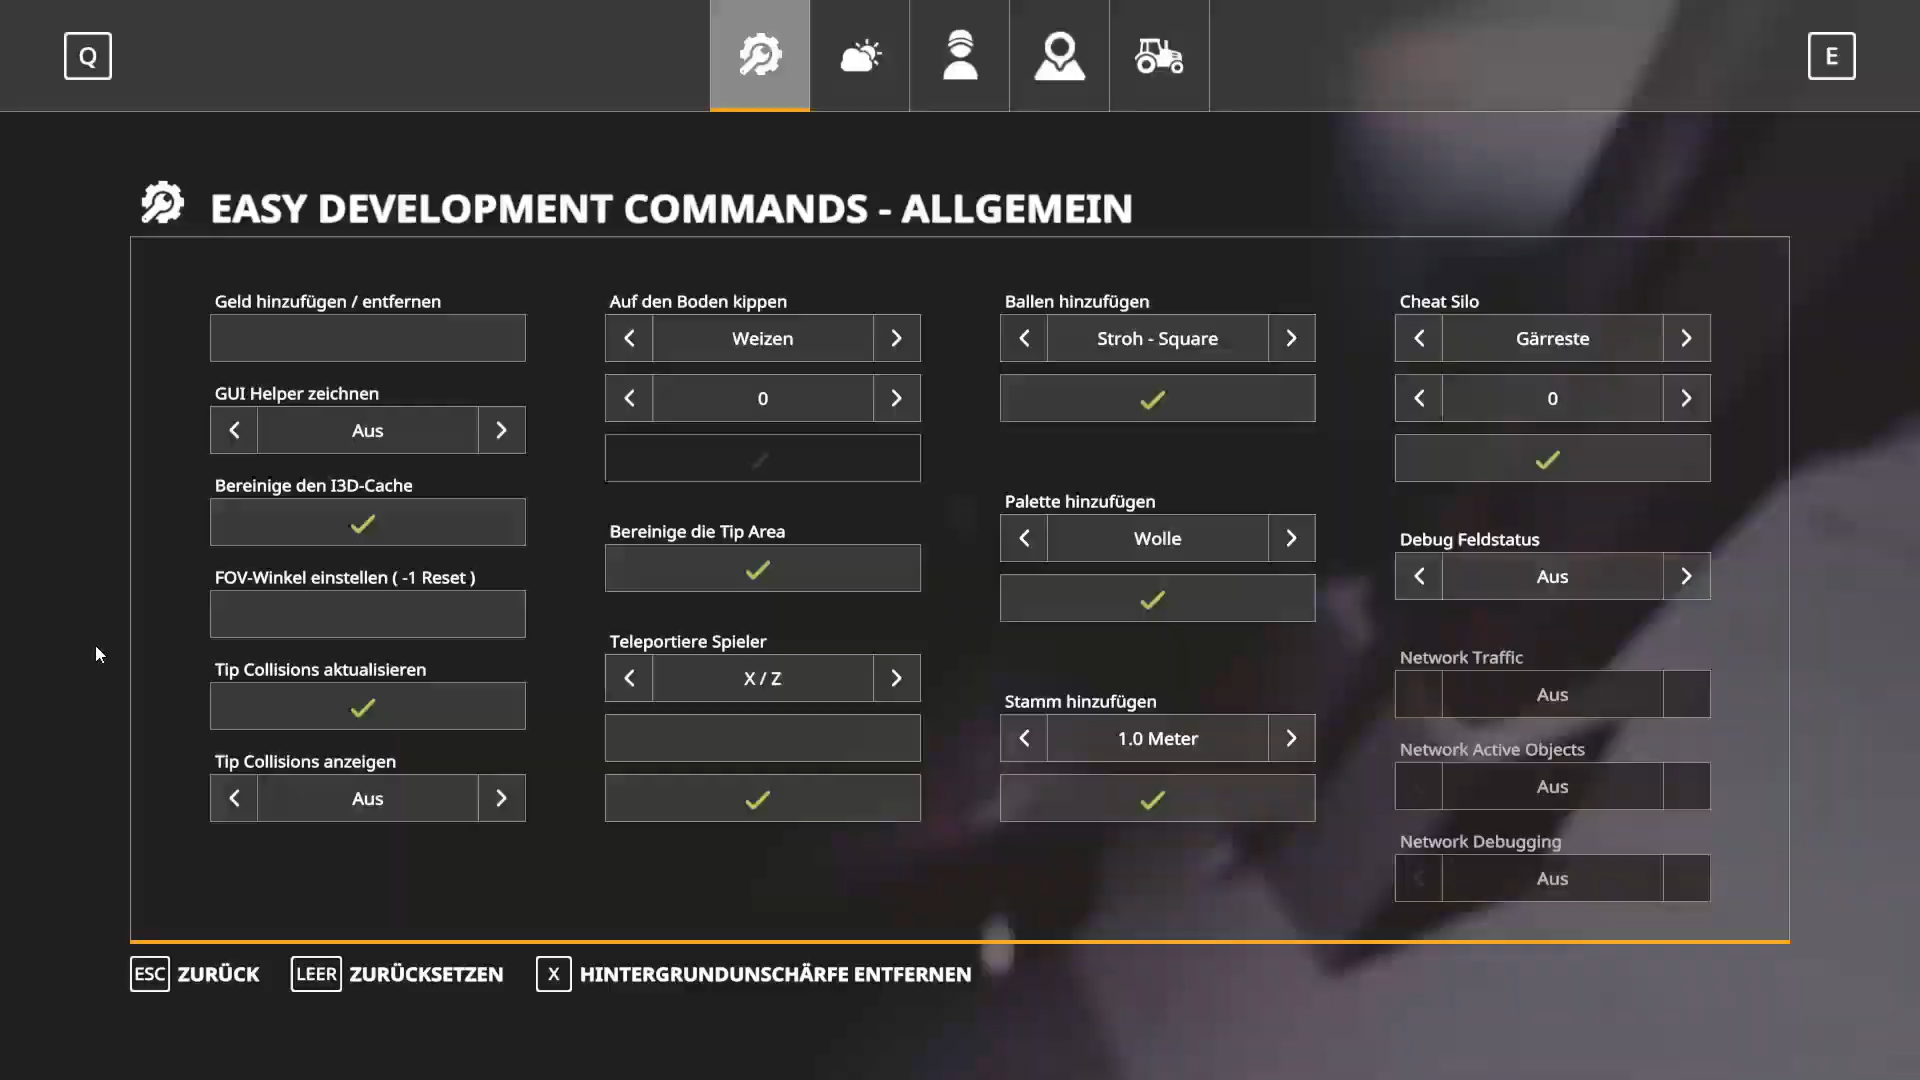 Q
E
EASY DEVELOPMENT COMMANDS - ALLGEMEIN
Geld hinzufügen / entfernen
GUI Helper zeichnen
Aus
Bereinige den I3D-Cache
FOV-Winkel einstellen ( -1 Reset )
Tip Collisions aktualisieren
Tip Collisions anzeigen
Aus
Auf den Boden kippen
Weizen
0
Bereinige die Tip Area
Teleportiere Spieler
X / Z
Ballen hinzufügen
Stroh - Square
Palette hinzufügen
Wolle
Stamm hinzufügen
1.0 Meter
Cheat Silo
Gärreste
0
Debug Feldstatus
Aus
Network Traffic
Aus
Network Active Objects
Aus
Network Debugging
Aus
ESC ZURÜCK LEER ZURÜCKSETZEN X HINTERGRUNDUNSCHÄRFE ENTFERNEN